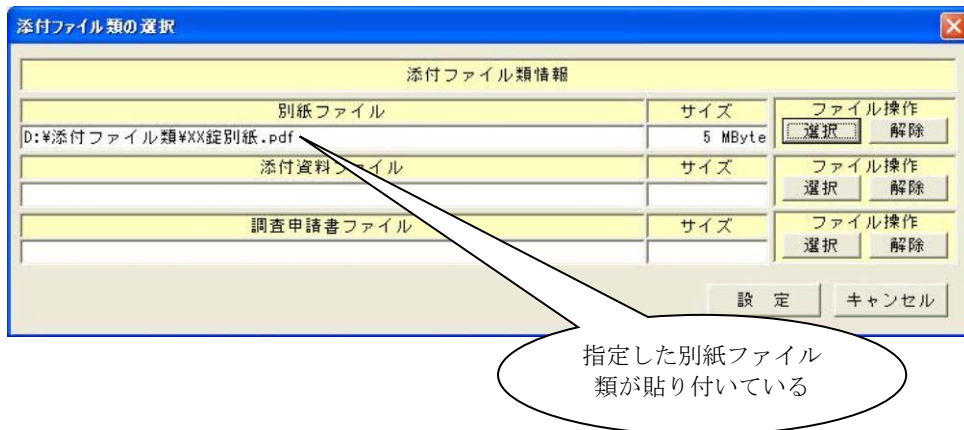 添付ファイル類の選択
添付ファイル類情報
別紙ファイル サイズ ファイル操作
D:¥添付ファイル類¥XX錠別紙.pdf 5 MByte 選択 解除
添付資料ファイル サイズ ファイル操作
選択 解除
調査申請書ファイル サイズ ファイル操作
選択 解除
設 定 キャンセル
指定した別紙ファイル
類が貼り付いている